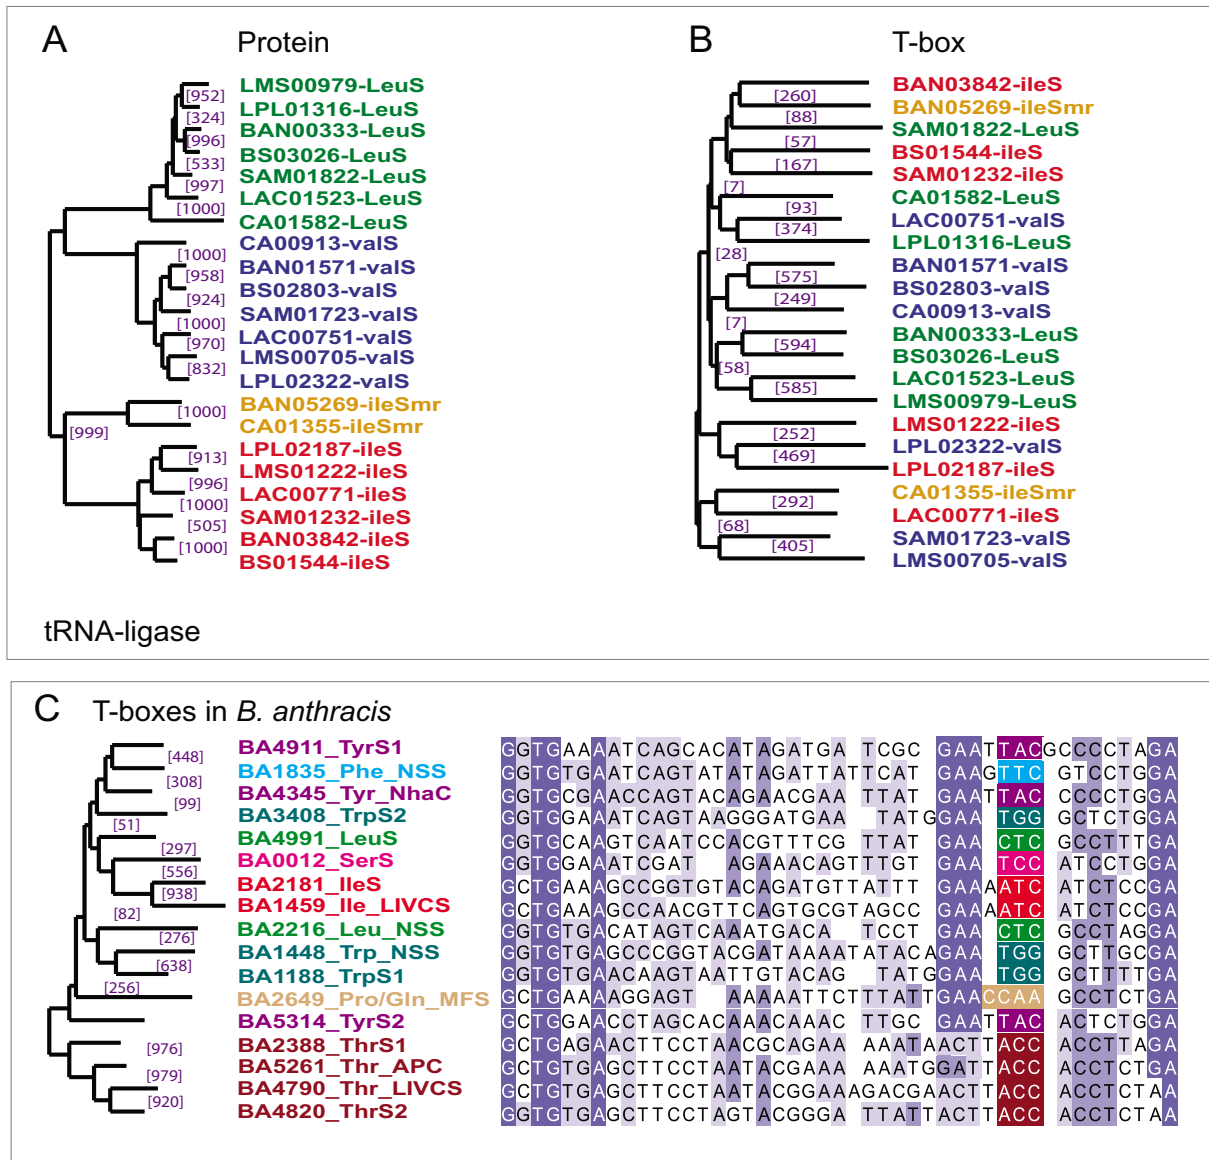 A Protein
LMS00979-LeuS
[952]
LPL01316-LeuS
[324]
BAN00333-LeuS
[996]
BS03026-LeuS
[533]
SAM01822-LeuS
[997]
LAC01523-LeuS
[1000]
CA01582-LeuS
CA00913-valS
[1000]
BAN01571-valS
[958]
BS02803-valS
[924]
SAM01723-valS
[1000]
LAC00751-valS
[970]
LMS00705-valS
[832]
LPL02322-valS
BAN05269-ileSmr
[1000]
CA01355-ileSmr
[999]
LPL02187-ileS
[913]
LMS01222-ileS
[996]
LAC00771-ileS
[1000]
SAM01232-ileS
[505]
BAN03842-ileS
[1000]
BS01544-ileS
tRNA-ligase
B T-box
BAN03842-ileS
[260]
BAN05269-ileSmr
[88]
SAM01822-LeuS
[57]
BS01544-ileS
[167]
SAM01232-ileS
[7]
CA01582-LeuS
[93]
LAC00751-valS
[374]
LPL01316-LeuS
[28]
BAN01571-valS
[575]
BS02803-valS
[249]
CA00913-valS
[7]
BAN00333-LeuS
[594]
BS03026-LeuS
[58]
LAC01523-LeuS
[585]
LMS00979-LeuS
LMS01222-ileS
[252]
LPL02322-valS
[469]
LPL02187-ileS
CA01355-ileSmr
[292]
LAC00771-ileS
[68]
SAM01723-valS
[405]
LMS00705-valS
C T-boxes in B. anthracis
BA4911_TyrS1 GGTGAAAATCAGCACATAGATGA TCGC GAATTACGCCCCTAGA
[448]
BA1835_Phe_NSS GGTGTGAATCAGTATATAGATTATTCAT GAAGTTC GTCCTGGA
[308]
BA4345_Tyr_NhaC GGTGCGAACCAGTACAGAACGAA TTAT GAATTAC CCCCTGGA
[99]
BA3408_TrpS2 GGTGGAAATCAGTAAGGGATGAA TATGGAA TGG GCTCTGGA
[51]
BA4991_LeuS GGTGCAAGTCAATCCACGTTTCG TTAT GAA CTC GCCTTTGA
[297]
BA0012_SerS GGTGGAAATCGAT AGAAACAGTTTGT GAA TCC ATCCTGGA
[556]
BA2181_IleS GCTGAAAGCCGGTGTACAGATGTTATTT GAAAATC ATCTCCGA
[938]
BA1459_Ile_LIVCS GCTGAAAGCCAACGTTCAGTGCGTAGCC GAAAATC ATCTCCGA
[82]
BA2216_Leu_NSS GGTGTGACATAGTCAAATGACA TCCT GAA CTC GCCTAGGA
[276]
BA1448_Trp_NSS GGTGTGAGCCGGTACGATAAAATATACAGAA TGG GCTTGCGA
[638]
BA1188_TrpS1 GGTGTGAACAAGTAATTGTACAG TATGGAA TGG GCTTTTGA
[256]
BA2649_Pro/Gln_MFS GCTGAAAAGGAGT AAAAATTCTTTATTGAACCCAA GCCTCTGA
BA5314_TyrS2 GCTGGAACCTAGCACAAACAAAC TTGC GAATTAC ACTCTGGA
BA2388_ThrS1 GCTGAGAACTTCCTAACGCAGAA AAATAACTTACC ACCTTAGA
[976]
BA5261_Thr_APC GGTGTGAGCTTCCTAATACGAAA AAATGGATTACC ACCTCTGA
[979]
BA4790_Thr_LIVCS GGTGTGAGCTTCCTAATACGGAAAAGACGAACTTACC ACCTCTAA
[920]
BA4820_ThrS2 GGTGTGAGCTTCCTAGTACGGGA TTATTACTTACC ACCTCTAA